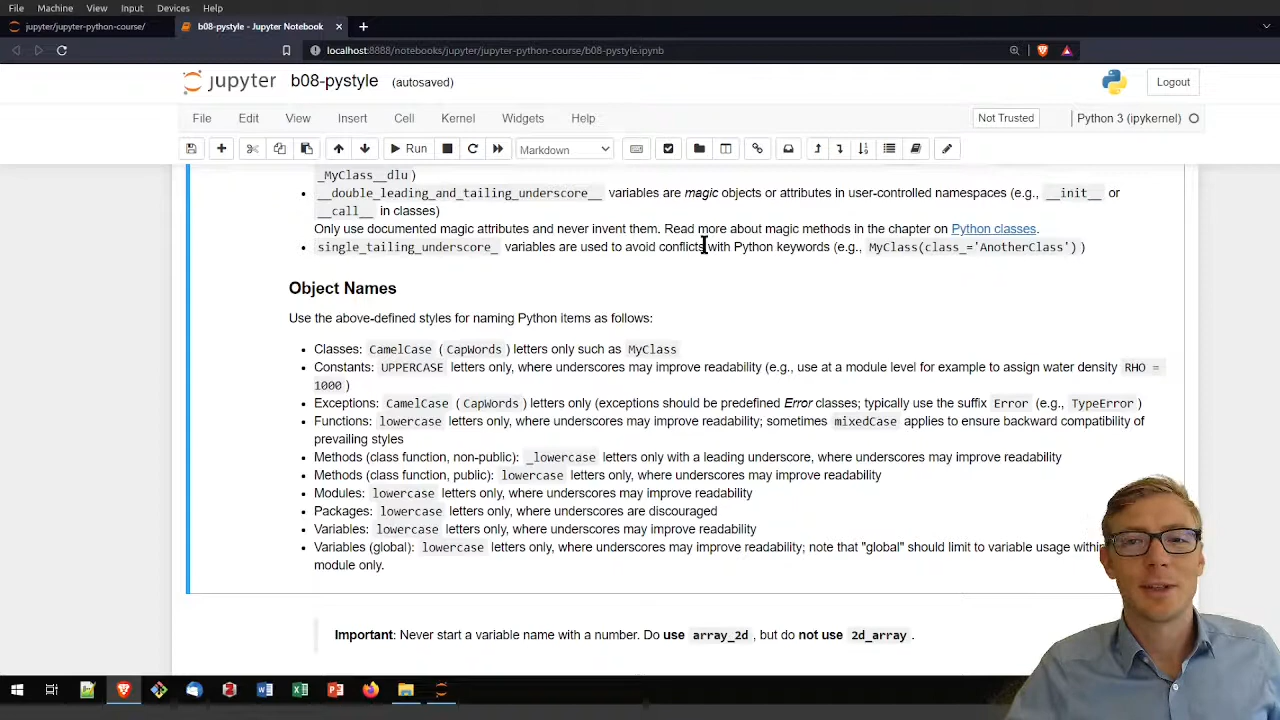 File Machine View Input Devices Help
jupyter/jupyter-python-course/ b08-pystyle - Jupyter Notebook
localhost:8888/notebooks/jupyter/jupyter-python-course/b08-pystyle.ipynb
jupyter b08-pystyle (autosaved) Logout
File Edit View Insert Cell Kernel Widgets Help Not Trusted Python 3 (ipykernel)
Run Markdown
_MyClass__dlu )
__double_leading_and_tailing_underscore__ variables are magic objects or attributes in user-controlled namespaces (e.g., __init__ or
__call__ in classes)
Only use documented magic attributes and never invent them. Read more about magic methods in the chapter on Python classes.
single_tailing_underscore_ variables are used to avoid conflicts with Python keywords (e.g., MyClass(class_='AnotherClass') )
Object Names
Use the above-defined styles for naming Python items as follows:
Classes: CamelCase ( CapWords ) letters only such as MyClass
Constants: UPPERCASE letters only, where underscores may improve readability (e.g., use at a module level for example to assign water density RHO =
1000 )
Exceptions: CamelCase ( CapWords ) letters only (exceptions should be predefined Error classes; typically use the suffix Error (e.g., TypeError )
Functions: lowercase letters only, where underscores may improve readability; sometimes mixedCase applies to ensure backward compatibility of
prevailing styles
Methods (class function, non-public): _lowercase letters only with a leading underscore, where underscores may improve readability
Methods (class function, public): lowercase letters only, where underscores may improve readability
Modules: lowercase letters only, where underscores may improve readability
Packages: lowercase letters only, where underscores are discouraged
Variables: lowercase letters only, where underscores may improve readability
Variables (global): lowercase letters only, where underscores may improve readability; note that "global" should limit to variable usage within
module only.
Important: Never start a variable name with a number. Do use array_2d , but do not use 2d_array .